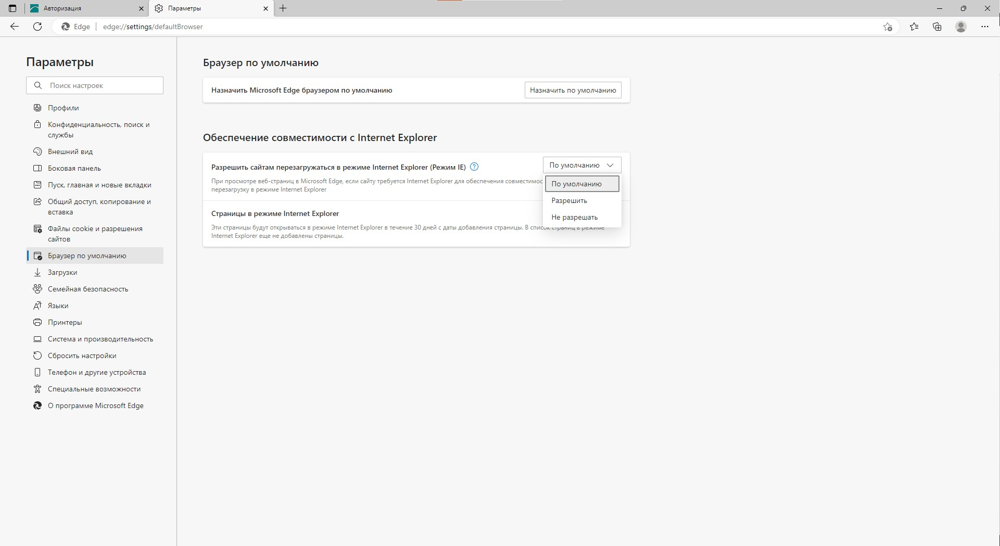 Авторизация
Параметры
Edge
edge://settings/defaultBrowser
Параметры
Поиск настроек
Профили
Конфиденциальность, поиск и
службы
Внешний вид
Боковая панель
Пуск, главная и новые вкладки
Общий доступ, копирование и
вставка
Файлы cookie и разрешения
сайтов
Браузер по умолчанию
Загрузки
Семейная безопасность
Языки
Принтеры
Система и производительность
Сбросить настройки
Телефон и другие устройства
Специальные возможности
О программе Microsoft Edge
Браузер по умолчанию
Назначить Microsoft Edge браузером по умолчанию
Назначить по умолчанию
Обеспечение совместимости с Internet Explorer
Разрешить сайтам перезагружаться в режиме Internet Explorer (Режим IE)
По умолчанию
При просмотре веб-страниц в Microsoft Edge, если сайту требуется Internet Explorer для обеспечения совместимос
перезагрузку в режиме Internet Explorer
По умолчанию
Разрешить
Не разрешать
Страницы в режиме Internet Explorer
Эти страницы будут открываться в режиме Internet Explorer в течение 30 дней с даты добавления страницы. В список страниц в режиме
Internet Explorer еще не добавлены страницы.